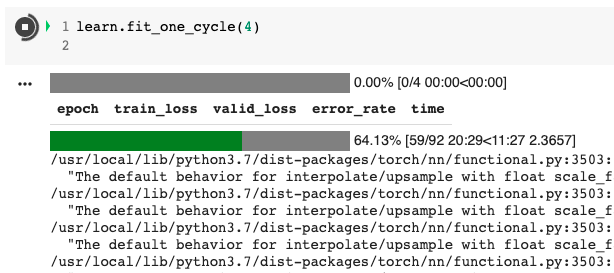 1 learn.fit_one_cycle(4)
2
0.00% [0/4 00:00<00:00]
epoch train_loss valid_loss error_rate time
64.13% [59/92 20:29<11:27 2.3657]
/usr/local/lib/python3.7/dist-packages/torch/nn/functional.py:3503:
"The default behavior for interpolate/upsample with float scale_f
/usr/local/lib/python3.7/dist-packages/torch/nn/functional.py:3503:
"The default behavior for interpolate/upsample with float scale_f
/usr/local/lib/python3.7/dist-packages/torch/nn/functional.py:3503:
"The default behavior for interpolate/upsample with float scale_f
/usr/local/lib/python3.7/dist-packages/torch/nn/functional.py:3503: